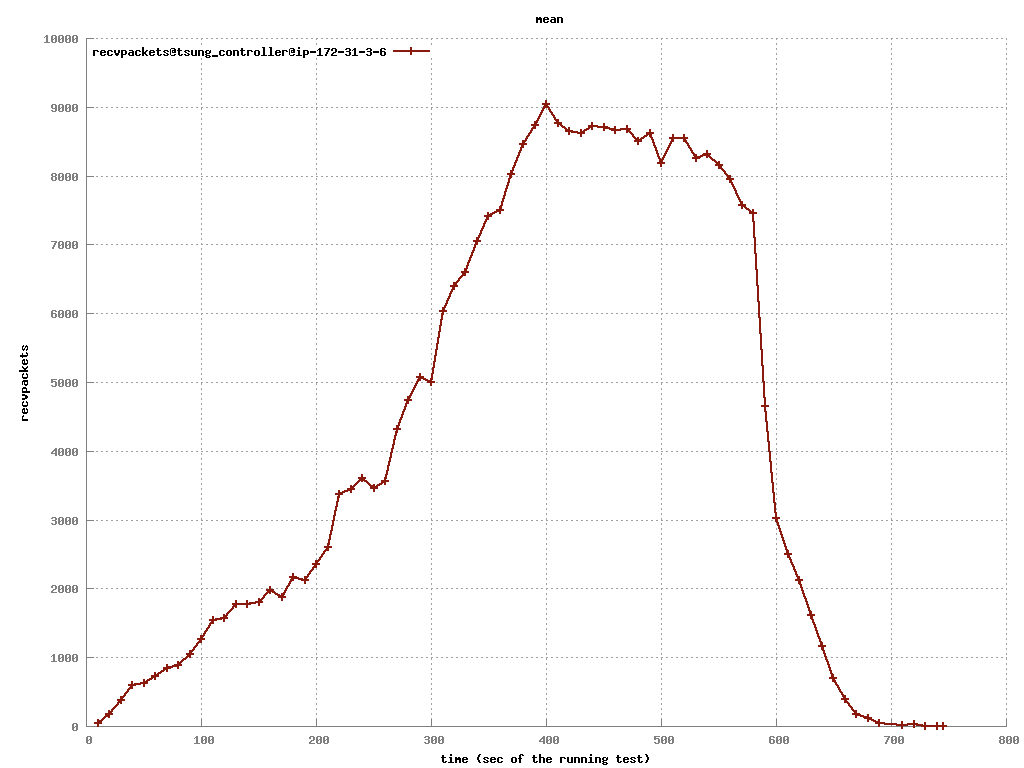 mean
10000
recvpackets@tsung_controller@ip-172-31-3-6
9000
8000
7000
6000
5000
4000
3000
2000
1000
0
recvpackets
0 100 200 300 400 500 600 700 800
time (sec of the running test)